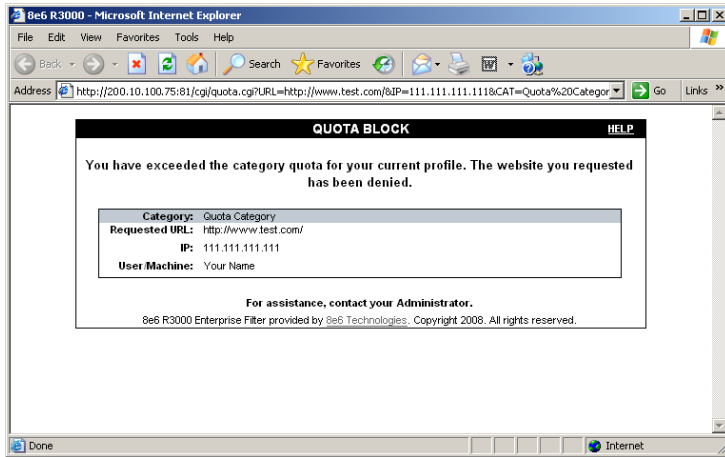 8e6 R3000 - Microsoft Internet Explorer
File Edit View Favorites Tools Help
Back Search Favorites
Address http://200.10.100.75:81/cgi/quota.cgi?URL=http://www.test.com/&IP=111.111.111.111&CAT=Quota%20Categor Go Links »
QUOTA BLOCK HELP
You have exceeded the category quota for your current profile. The website you requested
has been denied.
Category: Quota Category
Requested URL: http://www.test.com/
IP: 111.111.111.111
User/Machine: Your Name
For assistance, contact your Administrator.
8e6 R3000 Enterprise Filter provided by 8e6 Technologies. Copyright 2008. All rights reserved.
Done Internet